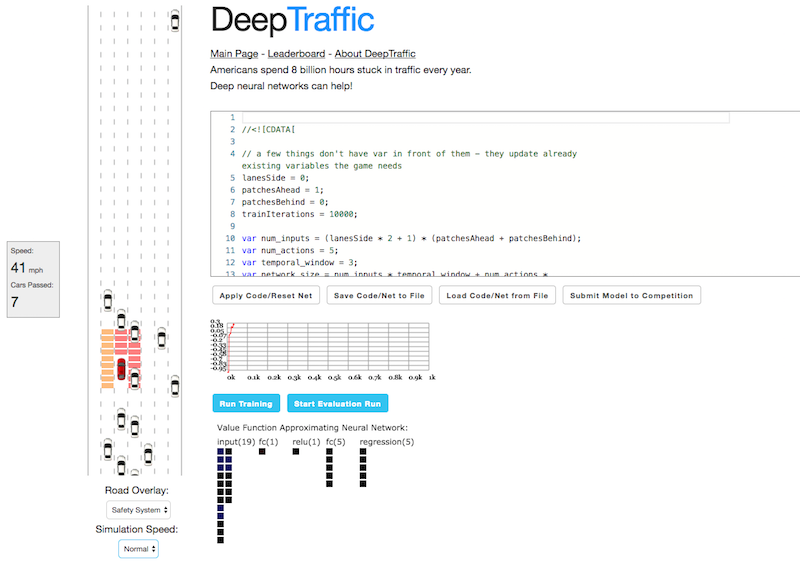 DeepTraffic
Main Page - Leaderboard - About DeepTraffic
Americans spend 8 billion hours stuck in traffic every year.
Deep neural networks can help!
1
2 //<![CDATA[
3
4 // a few things don't have var in front of them – they update already
existing variables the game needs
5 lanesSide = 0;
6 patchesAhead = 1;
7 patchesBehind = 0;
8 trainIterations = 10000;
9
10 var num_inputs = (lanesSide * 2 + 1) * (patchesAhead + patchesBehind);
11 var num_actions = 5;
12 var temporal_window = 3;
13 var network_size = num_inputs * temporal_window + num_actions *
Speed:
41 mph
Cars Passed:
7
Apply Code/Reset Net Save Code/Net to File Load Code/Net from File Submit Model to Competition
0k 0.1k 0.2k 0.3k 0.4k 0.5k 0.6k 0.7k 0.8k 0.9k 1k
Run Training Start Evaluation Run
Value Function Approximating Neural Network:
input(19) fc(1) relu(1) fc(5) regression(5)
Road Overlay:
Safety System
Simulation Speed:
Normal